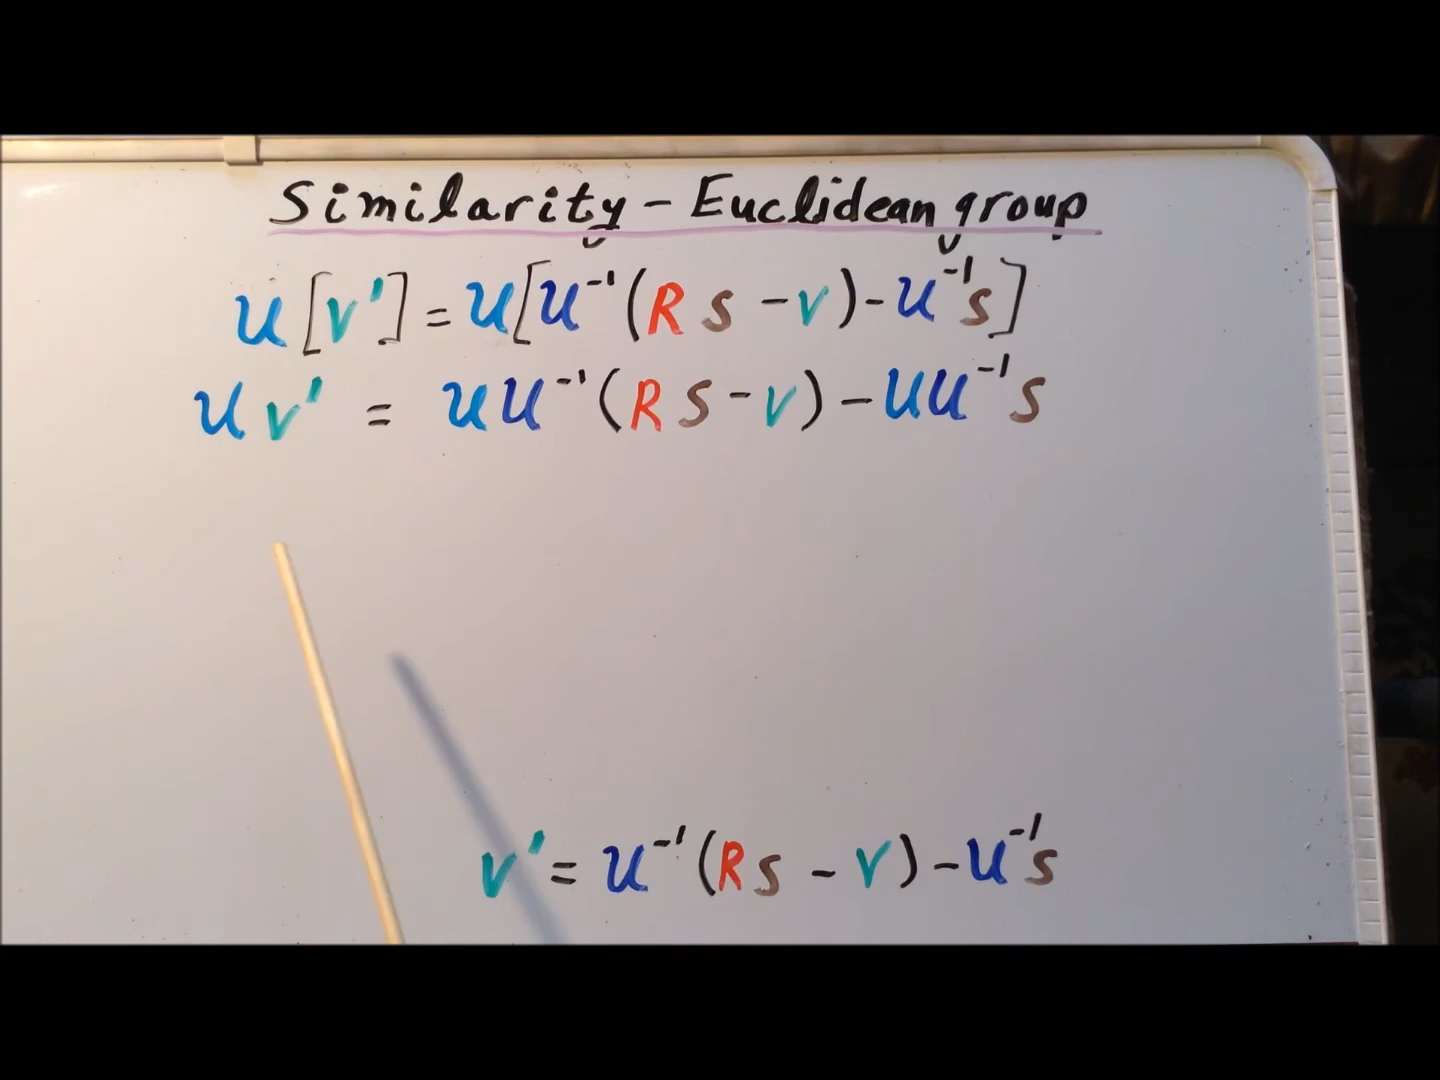 Similarity - Euclidean group
u[v'] = u[u⁻¹(Rs - v) - u⁻¹s]
uv' = uu⁻¹(Rs - v) - uu⁻¹s
v' = u⁻¹(Rs - v) - u⁻¹s